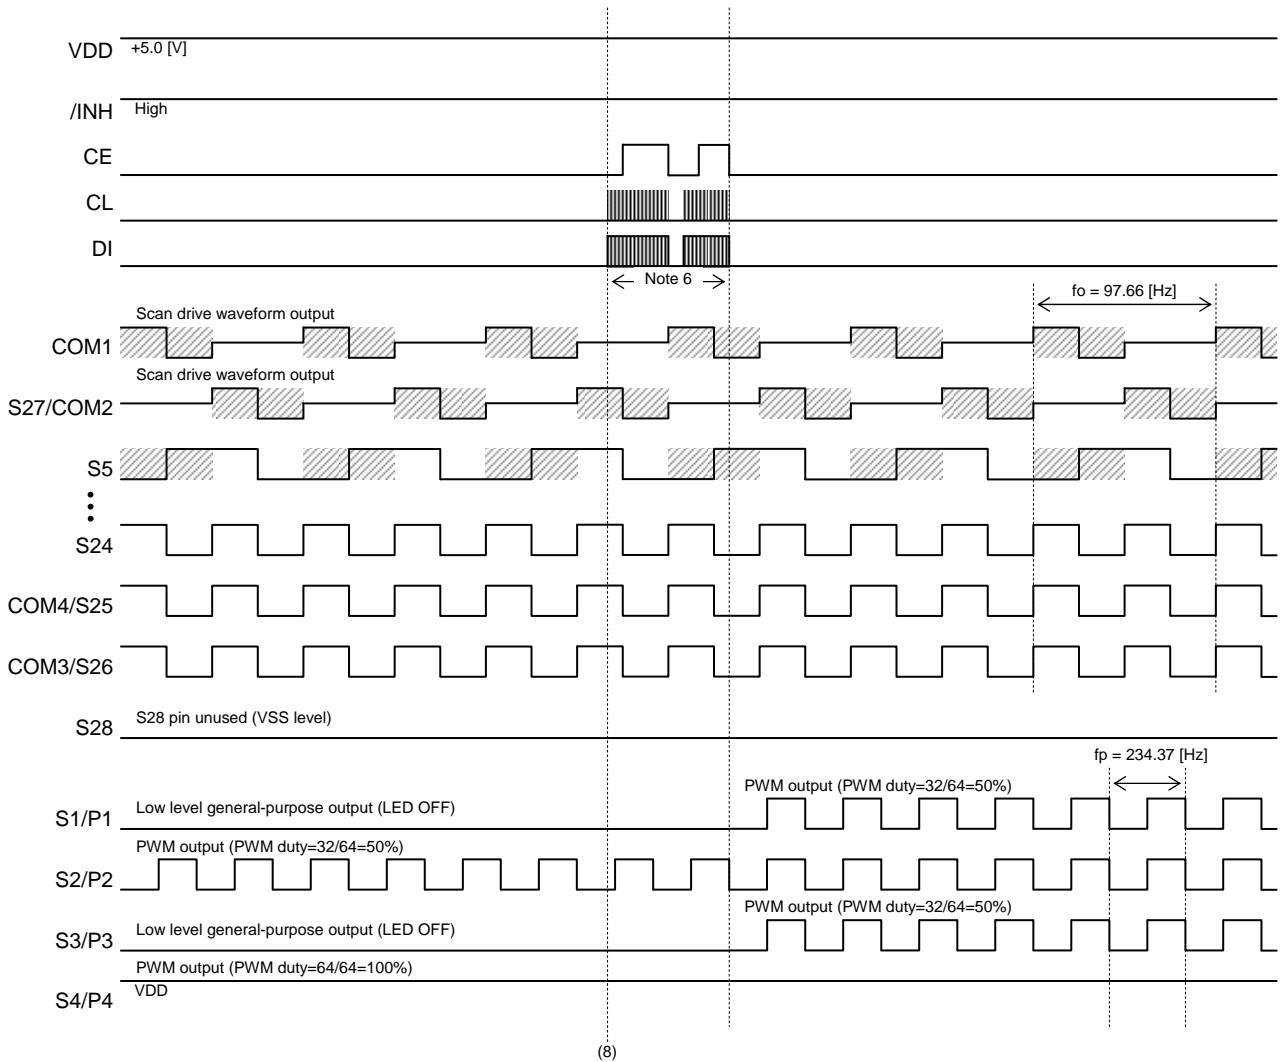 VDD
+5.0 [V]
/INH
High
CE
CL
DI
Note 6
fo = 97.66 [Hz]
Scan drive waveform output
COM1
Scan drive waveform output
S27/COM2
S5
S24
COM4/S25
COM3/S26
S28
S28 pin unused (VSS level)
fp = 234.37 [Hz]
PWM output (PWM duty=32/64=50%)
S1/P1
Low level general-purpose output (LED OFF)
PWM output (PWM duty=32/64=50%)
S2/P2
PWM output (PWM duty=32/64=50%)
S3/P3
Low level general-purpose output (LED OFF)
PWM output (PWM duty=64/64=100%)
S4/P4
VDD
(8)